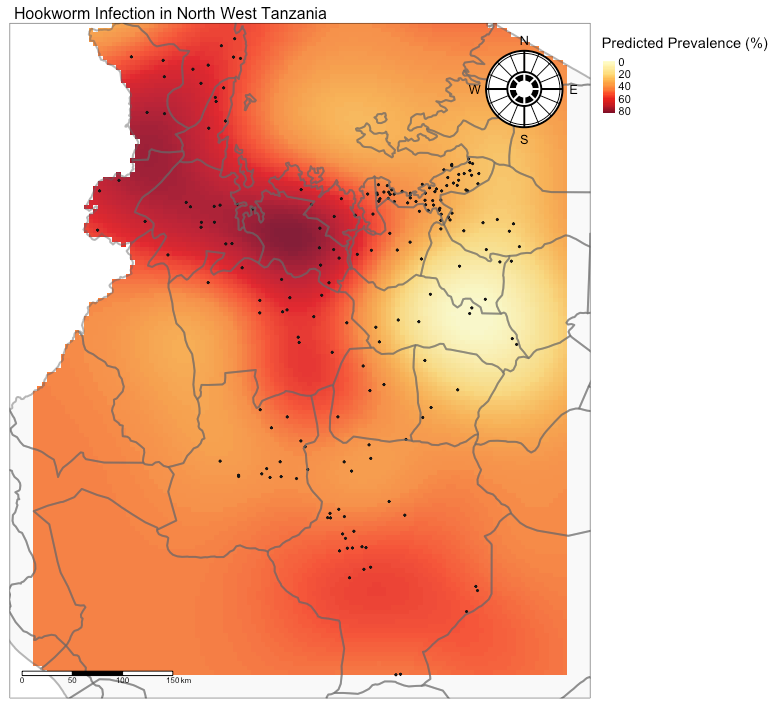 Hookworm Infection in North West Tanzania
Predicted Prevalence (%)
0
20
40
60
80
N
W
E
S
0 50 100 150 km